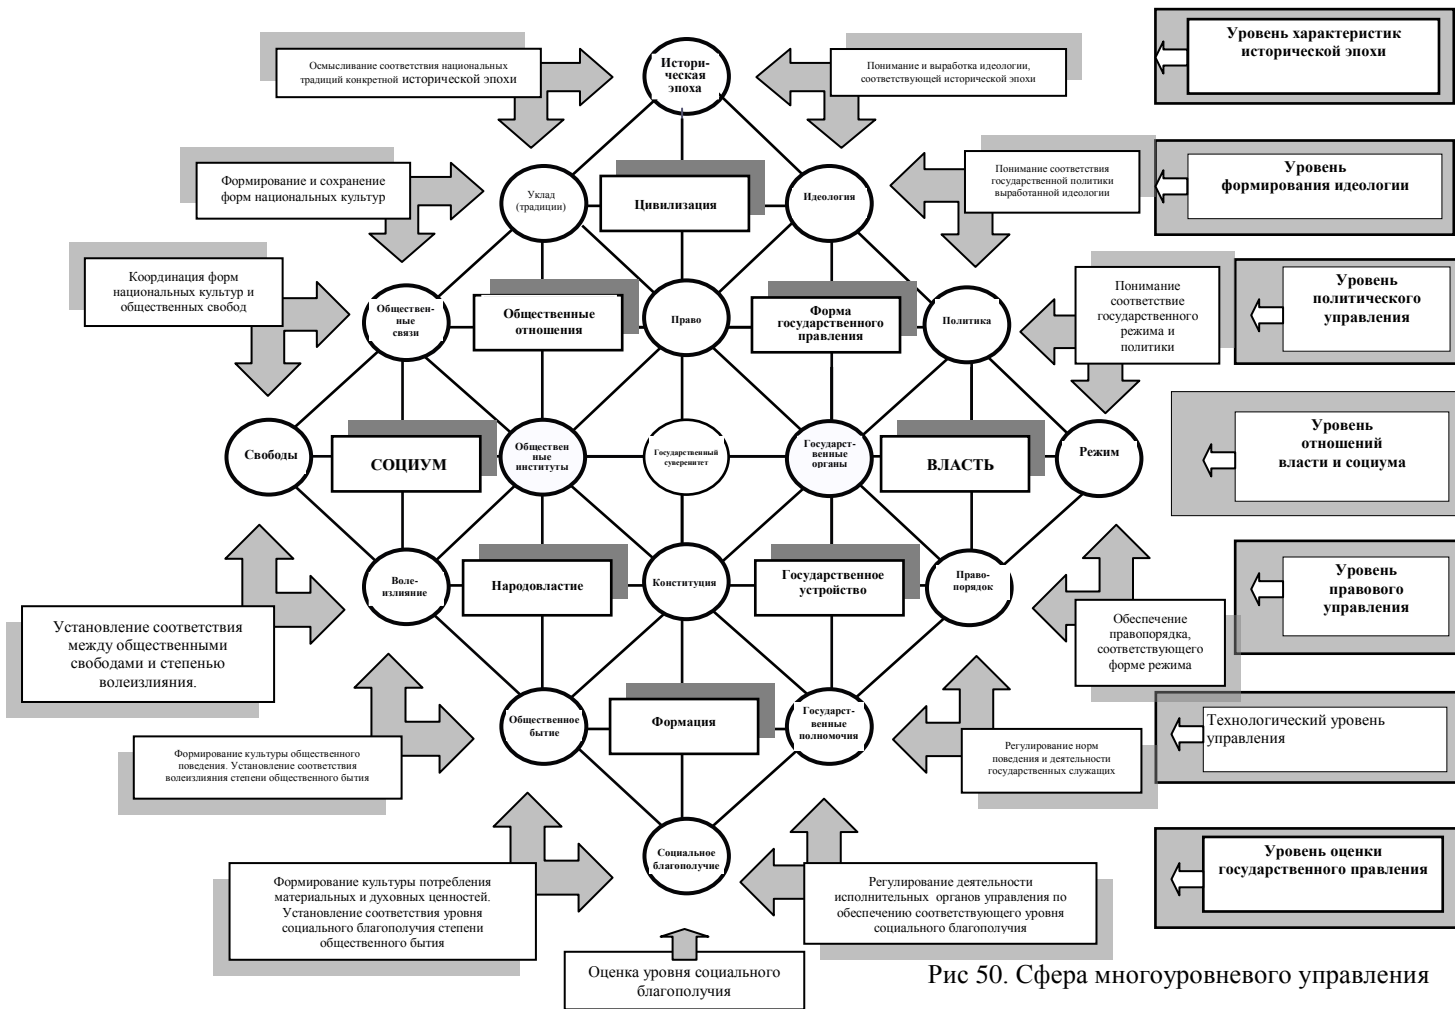 Осмысливание соответствия национальных
традиций конкретной исторической эпохи
Истори-
ческая
эпоха
Понимание и выработка идеологии,
соответствующей исторической эпохи
Уровень характеристик
исторической эпохи
Формирование и сохранение
форм национальных культур
Уклад
(традиции)
Цивилизация
Идеология
Понимание соответствия
государственной политики
выработанной идеологии
Уровень
формирования идеологии
Координация форм
национальных культур и
общественных свобод
Обществен-
ные
связи
Общественные
отношения
Право
Форма
государственного
правления
Политика
Понимание
соответствие
государственного
режима и
политики
Уровень
политического
управления
Свободы
СОЦИУМ
Обществен
ные
институты
Государственный
суверенитет
Государст-
венные
органы
ВЛАСТЬ
Режим
Уровень
отношений
власти и социума
Установление соответствия
между общественными
свободами и степенью
волеизлияния.
Воле-
излияние
Народовластие
Конституция
Государственное
устройство
Право-
порядок
Обеспечение
правопорядка,
соответствующего
форме режима
Уровень
правового
управления
Формирование культуры общественного
поведения. Установление соответствия
волеизлияния степени общественного бытия
Общественное
бытие
Формация
Государст-
венные
полномочия
Регулирование норм
поведения и деятельности
государственных служащих
Технологический уровень
управления
Формирование культуры потребления
материальных и духовных ценностей.
Установление соответствия уровня
социального благополучия степени
общественного бытия
Социальное
благополучие
Регулирование деятельности
исполнительных органов управления по
обеспечению соответствующего уровня
социального благополучия
Уровень оценки
государственного правления
Оценка уровня социального
благополучия
Рис 50. Сфера многоуровневого управления